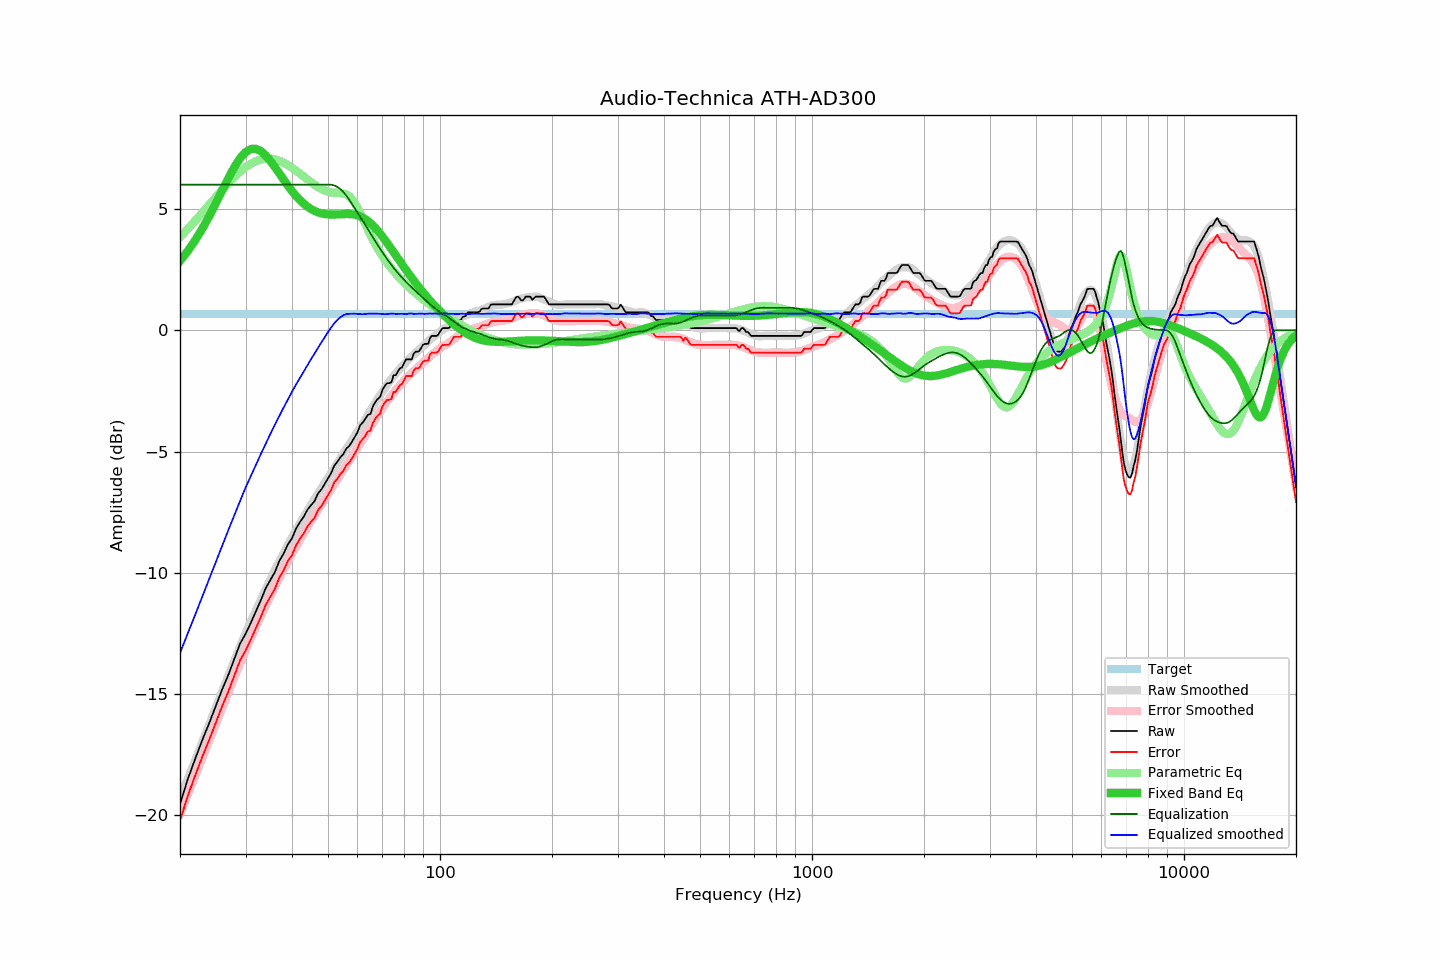 Audio-Technica ATH-AD300
Amplitude (dBr)
5
0
−5
−10
−15
−20
100
1000
10000
Frequency (Hz)
Target
Raw Smoothed
Error Smoothed
Raw
Error
Parametric Eq
Fixed Band Eq
Equalization
Equalized smoothed